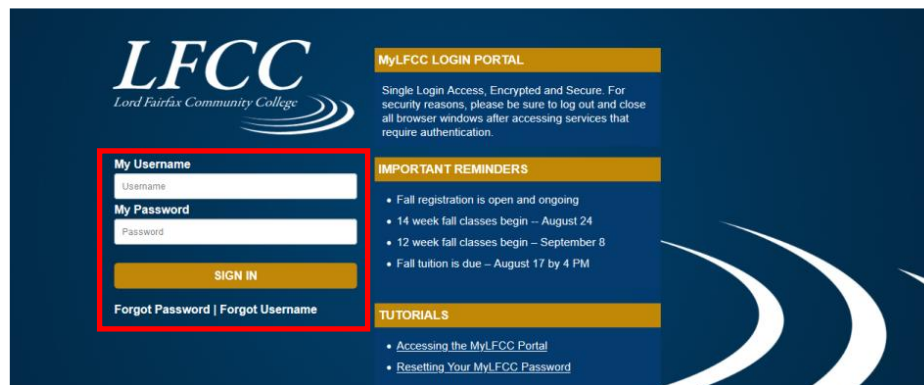 LFCC
Lord Fairfax Community College
My Username
Username
My Password
Password
SIGN IN
Forgot Password | Forgot Username
MyLFCC LOGIN PORTAL
Single Login Access, Encrypted and Secure. For
security reasons, please be sure to log out and close
all browser windows after accessing services that
require authentication.
IMPORTANT REMINDERS
• Fall registration is open and ongoing
• 14 week fall classes begin -- August 24
• 12 week fall classes begin – September 8
• Fall tuition is due – August 17 by 4 PM
TUTORIALS
• Accessing the MyLFCC Portal
• Resetting Your MyLFCC Password